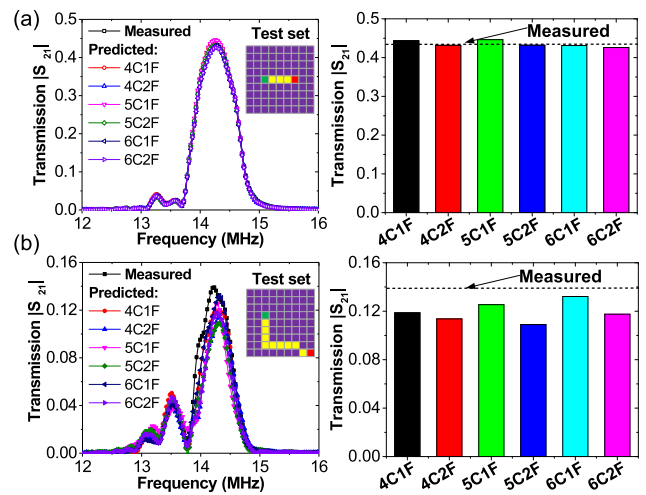 (a)
Transmission |S21|
0.5
0.4
0.3
0.2
0.1
0.0
Measured
Predicted:
4C1F
4C2F
5C1F
5C2F
6C1F
6C2F
Test set
12 13 14 15 16
Frequency (MHz)
Transmission |S21|
0.5
0.4
0.3
0.2
0.1
0.0
Measured
4C1F 4C2F 5C1F 5C2F 6C1F 6C2F
(b)
Transmission |S21|
0.16
0.12
0.08
0.04
0.00
Measured
Predicted:
4C1F
4C2F
5C1F
5C2F
6C1F
6C2F
Test set
12 13 14 15 16
Frequency (MHz)
Transmission |S21|
0.16
0.12
0.08
0.04
0.00
Measured
4C1F 4C2F 5C1F 5C2F 6C1F 6C2F